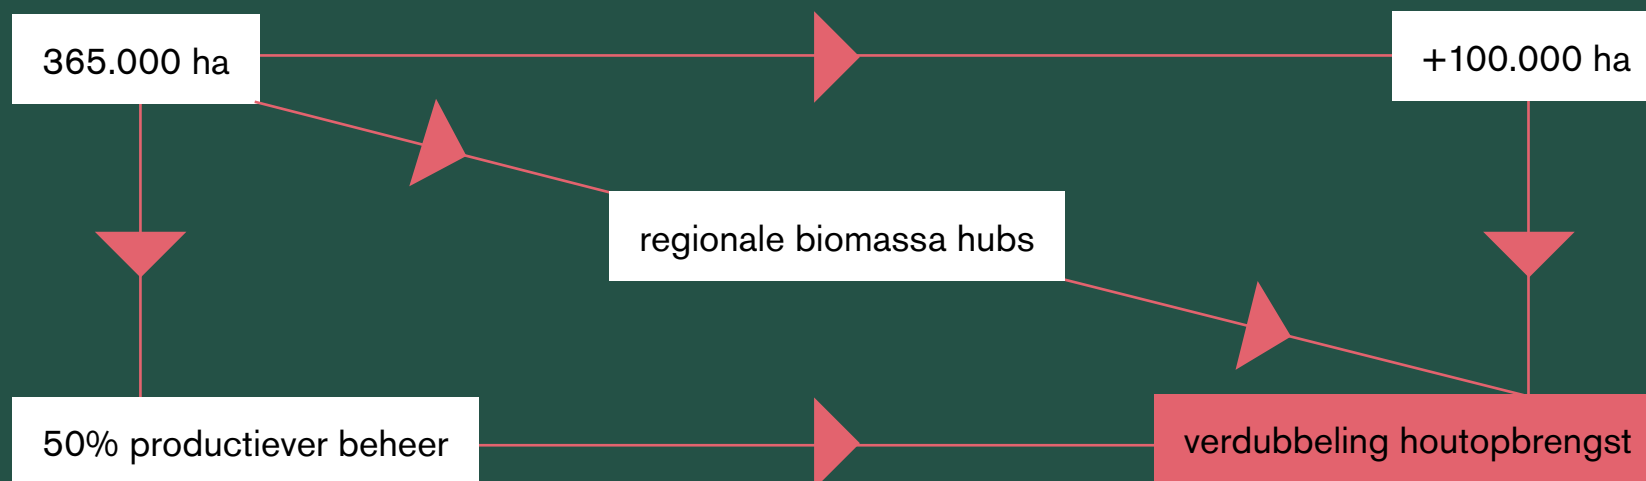 365.000 ha
+100.000 ha
regionale biomassa hubs
50% productiever beheer
verdubbeling houtopbrengst